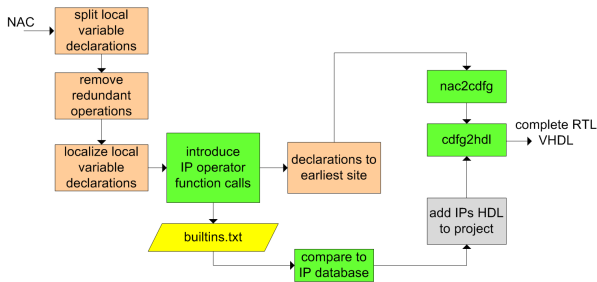 NAC
split local
variable
declarations
remove
redundant
operations
localize local
variable
declarations
introduce
IP operator
function calls
declarations to
earliest site
nac2cdfg
cdfg2hdl
complete RTL
VHDL
builtins.txt
compare to
IP database
add IPs HDL
to project